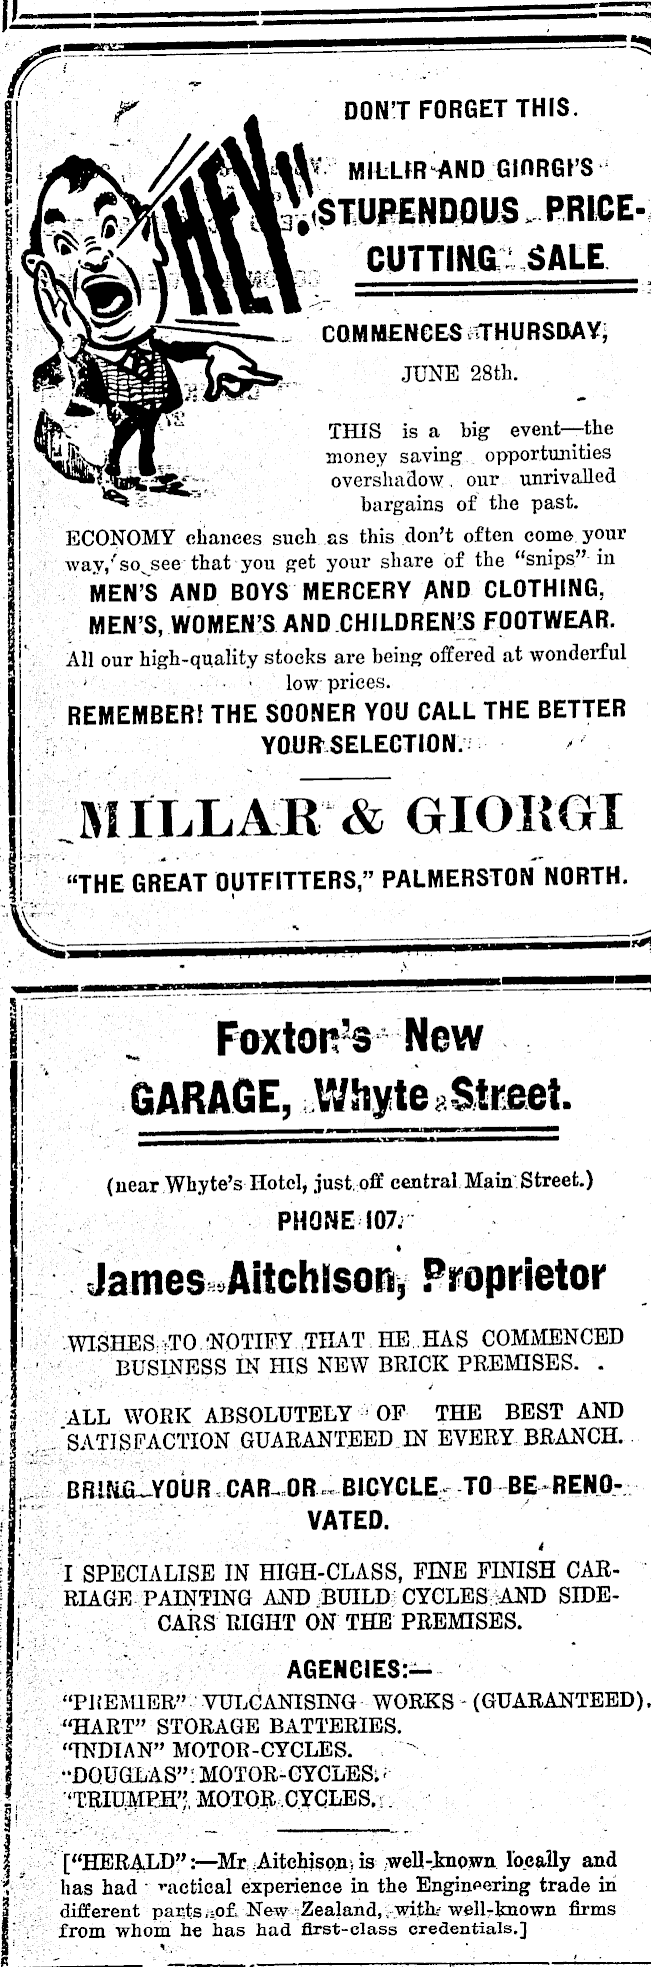 HEY!!
DON'T FORGET THIS.
MILLIR AND GIORGI'S
STUPENDOUS PRICE-
CUTTING SALE
COMMENCES THURSDAY,
JUNE 28th.
THIS is a big event—the
money saving opportunities
overshadow our unrivalled
bargains of the past.
ECONOMY chances such as this don't often come your
way, so see that you get your share of the "snips" in
MEN'S AND BOYS MERCERY AND CLOTHING,
MEN'S, WOMEN'S AND CHILDREN'S FOOTWEAR.
All our high-quality stocks are being offered at wonderful
low prices.
REMEMBER! THE SOONER YOU CALL THE BETTER
YOUR SELECTION.
MILLAR & GIORGI
"THE GREAT OUTFITTERS," PALMERSTON NORTH.
Foxton's New
GARAGE, Whyte Street.
(near Whyte's Hotel, just off central Main Street.)
PHONE 107.
James Aitchison, Proprietor
WISHES TO NOTIFY THAT HE HAS COMMENCED
BUSINESS IN HIS NEW BRICK PREMISES.
ALL WORK ABSOLUTELY OF THE BEST AND
SATISFACTION GUARANTEED IN EVERY BRANCH.
BRING YOUR CAR OR BICYCLE TO BE RENO-
VATED.
I SPECIALISE IN HIGH-CLASS, FINE FINISH CAR-
RIAGE PAINTING AND BUILD CYCLES AND SIDE-
CARS RIGHT ON THE PREMISES.
AGENCIES:—
"PREMIER" VULCANISING WORKS (GUARANTEED).
"HART" STORAGE BATTERIES.
"INDIAN" MOTOR-CYCLES.
"DOUGLAS" MOTOR-CYCLES.
"TRIUMPH" MOTOR CYCLES.
["HERALD":—Mr Aitchison is well-known locally and
has had ractical experience in the Engineering trade in
different parts of New Zealand, with well-known firms
from whom he has had first-class credentials.]